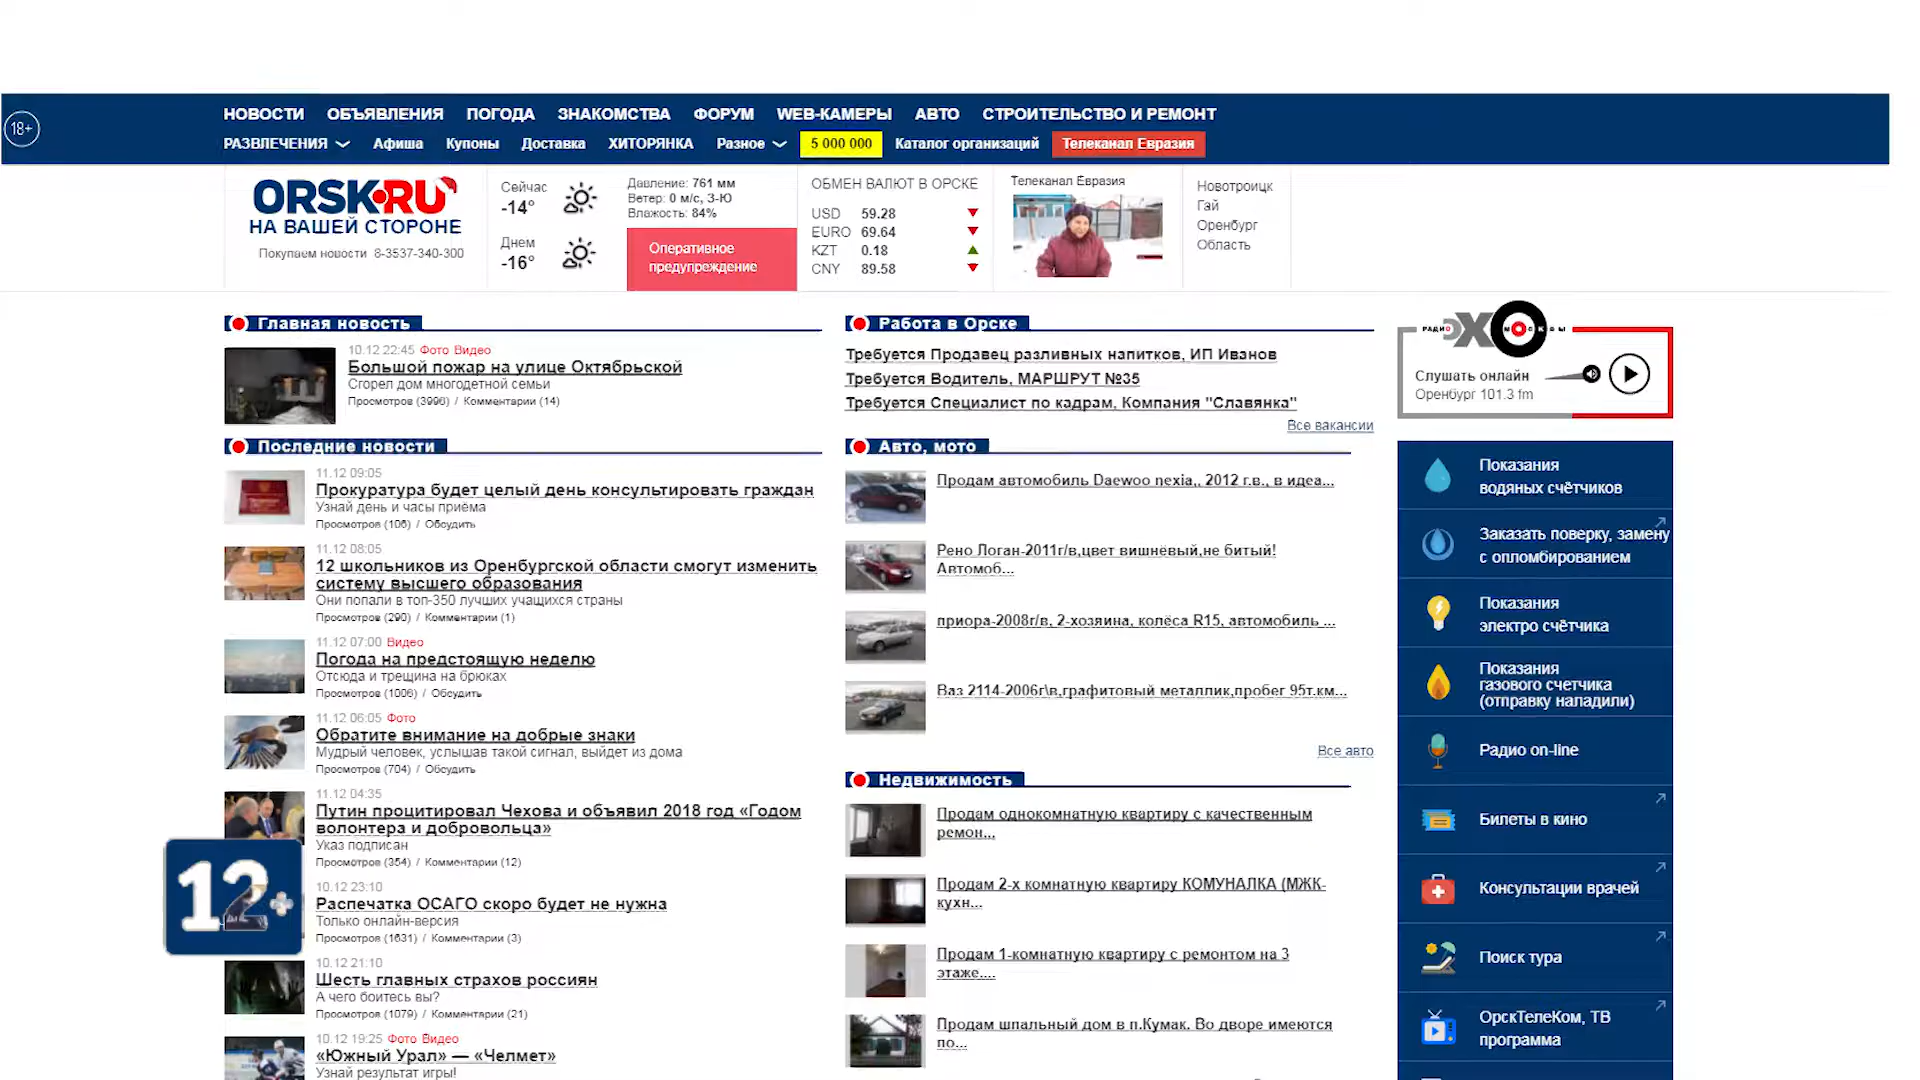 18+
НОВОСТИ ОБЪЯВЛЕНИЯ ПОГОДА ЗНАКОМСТВА ФОРУМ WEB-КАМЕРЫ АВТО СТРОИТЕЛЬСТВО И РЕМОНТ
РАЗВЛЕЧЕНИЯ Афиша Купоны Доставка ХИТОРЯНКА Разное 5 000 000 Каталог организаций Телеканал Евразия
ORSK.RU
НА ВАШЕЙ СТОРОНЕ
Покупаем новости 8-3537-340-300
Сейчас
-14°
Днем
-16°
Давление: 761 мм
Ветер: 0 м/с, З-Ю
Влажность: 84%
Оперативное
предупреждение
ОБМЕН ВАЛЮТ В ОРСКЕ
USD 59.28
EURO 69.64
KZT 0.18
CNY 89.58
Телеканал Евразия
Новотроицк
Гай
Оренбург
Область
Главная новость
10.12 22:45 Фото Видео
Большой пожар на улице Октябрьской
Сгорел дом многодетной семьи
Просмотров (3996) / Комментарии (14)
Последние новости
11.12 09:05
Прокуратура будет целый день консультировать граждан
Узнай день и часы приёма
Просмотров (106) / Обсудить
11.12 08:05
12 школьников из Оренбургской области смогут изменить
систему высшего образования
Они попали в топ-350 лучших учащихся страны
Просмотров (290) / Комментарии (1)
11.12 07:00 Видео
Погода на предстоящую неделю
Отсюда и трещина на брюках
Просмотров (1006) / Обсудить
11.12 06:05 Фото
Обратите внимание на добрые знаки
Мудрый человек, услышав такой сигнал, выйдет из дома
Просмотров (704) / Обсудить
11.12 04:35
Путин процитировал Чехова и объявил 2018 год «Годом
волонтера и добровольца»
Указ подписан
Просмотров (354) / Комментарии (12)
12+
10.12 23:10
Распечатка ОСАГО скоро будет не нужна
Только онлайн-версия
Просмотров (1631) / Комментарии (3)
10.12 21:10
Шесть главных страхов россиян
А чего боитесь вы?
Просмотров (1079) / Комментарии (21)
10.12 19:25 Фото Видео
«Южный Урал» — «Челмет»
Узнай результат игры!
Работа в Орске
Требуется Продавец разливных напитков, ИП Иванов
Требуется Водитель, МАРШРУТ №35
Требуется Специалист по кадрам, Компания "Славянка"
Все вакансии
Авто, мото
Продам автомобиль Daewoo nexia,, 2012 г.в., в идеа...
Рено Логан-2011г/в,цвет вишнёвый,не битый!
Автомоб...
приора-2008г/в, 2-хозяина, колёса R15, автомобиль ...
Ваз 2114-2006г\в,графитовый металлик,пробег 95т.км...
Все авто
Недвижимость
Продам однокомнатную квартиру с качественным
ремон...
Продам 2-х комнатную квартиру КОМУНАЛКА (МЖК-
кухн...
Продам 1-комнатную квартиру с ремонтом на 3
этаже....
Продам шпальный дом в п.Кумак. Во дворе имеются
по...
РАДИО ЭХО МОСКВЫ
Слушать онлайн
Оренбург 101.3 fm
Показания
водяных счётчиков
Заказать поверку, замену
с опломбированием
Показания
электро счётчика
Показания
газового счетчика
(отправку наладили)
Радио on-line
Билеты в кино
Консультации врачей
Поиск тура
ОрскТелеКом, ТВ
программа